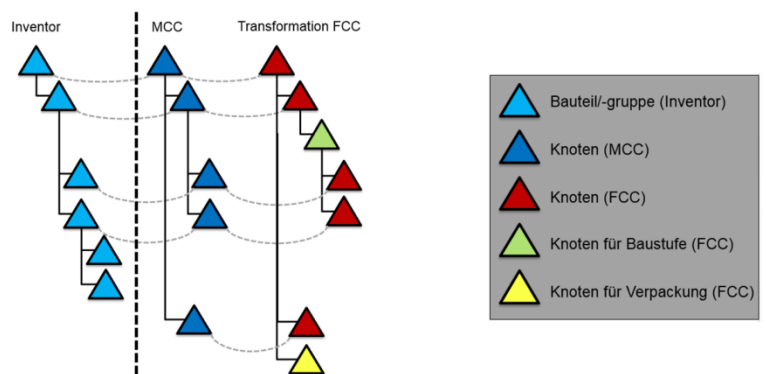 Inventor
MCC
Transformation FCC
Bauteil/-gruppe (Inventor)
Knoten (MCC)
Knoten (FCC)
Knoten für Baustufe (FCC)
Knoten für Verpackung (FCC)